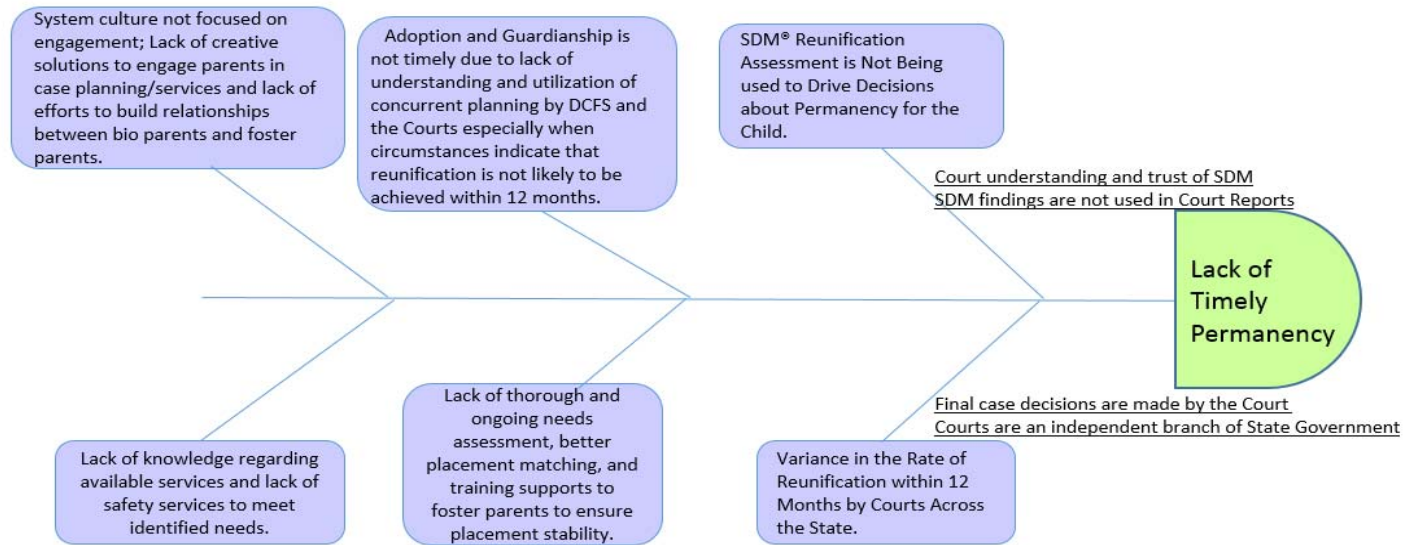 System culture not focused on
engagement; Lack of creative
solutions to engage parents in
case planning/services and lack of
efforts to build relationships
between bio parents and foster
parents.
Adoption and Guardianship is
not timely due to lack of
understanding and utilization of
concurrent planning by DCFS and
the Courts especially when
circumstances indicate that
reunification is not likely to be
achieved within 12 months.
SDM® Reunification
Assessment is Not Being
used to Drive Decisions
about Permanency for the
Child.
Court understanding and trust of SDM
SDM findings are not used in Court Reports
Lack of
Timely
Permanency
Final case decisions are made by the Court
Courts are an independent branch of State Government
Lack of knowledge regarding
available services and lack of
safety services to meet
identified needs.
Lack of thorough and
ongoing needs
assessment, better
placement matching, and
training supports to
foster parents to ensure
placement stability.
Variance in the Rate of
Reunification within 12
Months by Courts Across
the State.